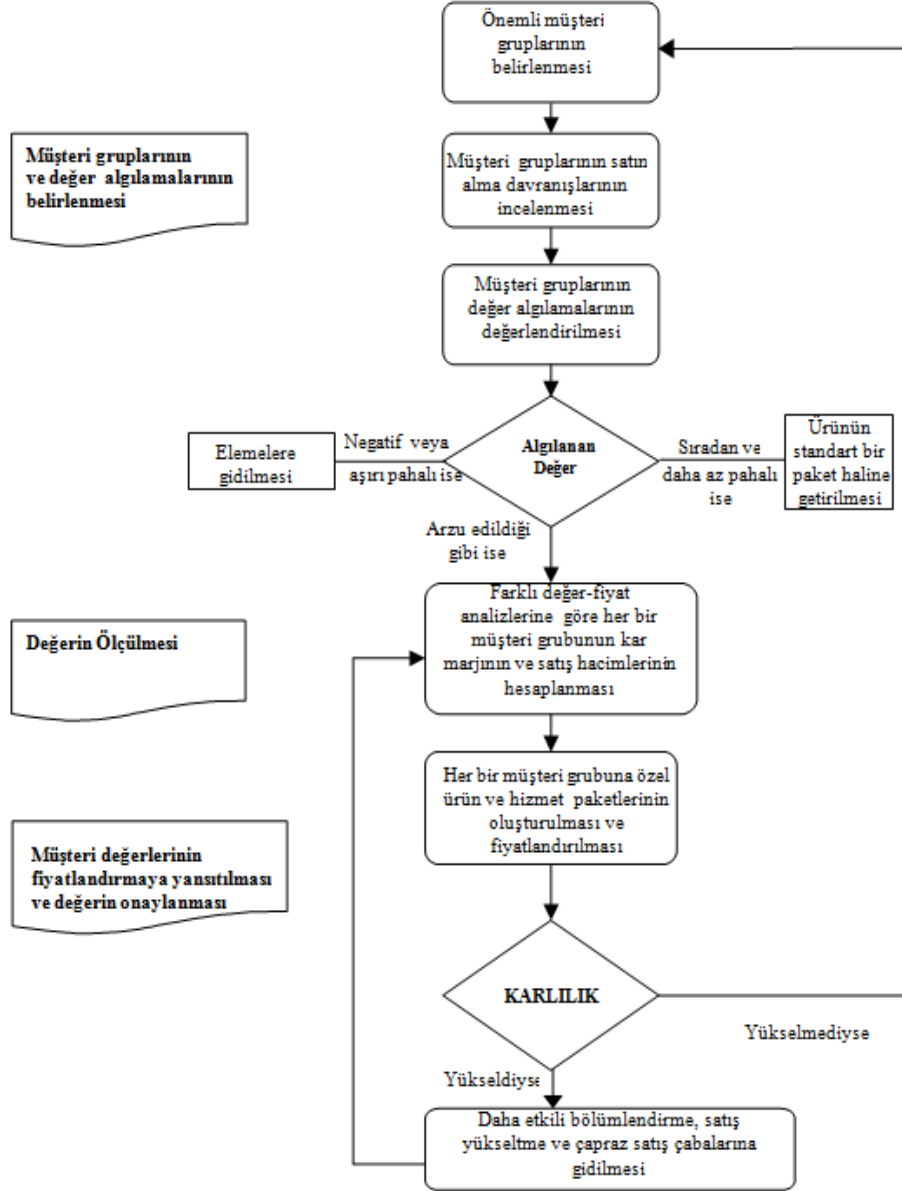 Önemli müşteri
gruplarının
belirlenmesi
Müşteri gruplarının
ve değer algılamalarının
belirlenmesi
Müşteri gruplarının satın
alma davranışlarının
incelenmesi
Müşteri gruplarının
değer algılamalarının
değerlendirilmesi
Elemelere
gidilmesi
Negatif veya
aşırı pahalı ise
Algılanan
Değer
Sıradan ve
daha az pahalı
ise
Ürünün
standart bir
paket haline
getirilmesi
Arzu edildiği
gibi ise
Değerin Ölçülmesi
Farklı değer-fiyat
analizlerine göre her bir
müşteri grubunun kar
marjının ve satış hacimlerinin
hesaplanması
Her bir müşteri grubuna özel
ürün ve hizmet paketlerinin
oluşturulması ve
fiyatlandırılması
Müşteri değerlerinin
fiyatlandırmaya yansıtılması
ve değerin onaylanması
KARLILIK
Yükselmediyse
Yükseldiyse
Daha etkili bölümlendirme, satış
yükseltme ve çapraz satış çabalarına
gidilmesi